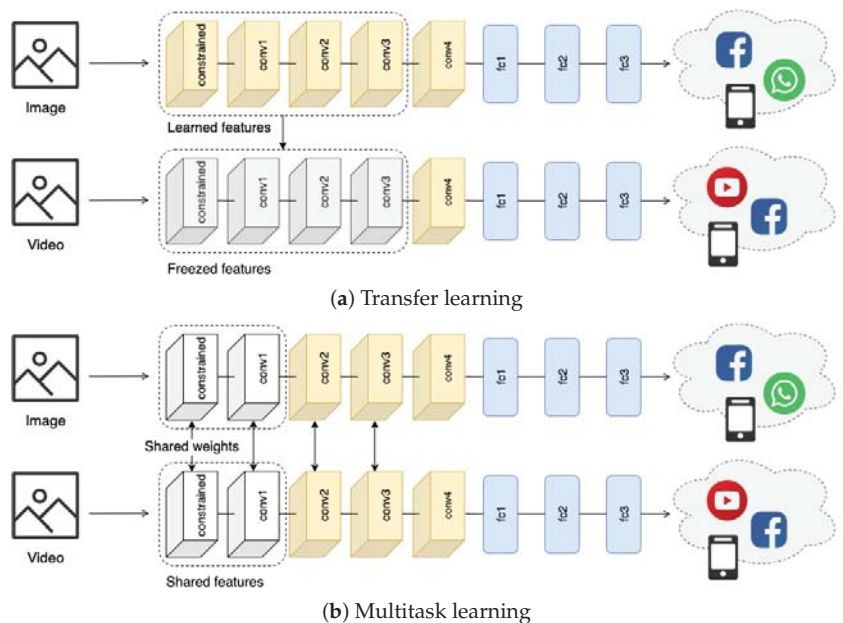 Image
constrained
conv1
conv2
conv3
conv4
fc1
fc2
fc3
Learned features
Video
constrained
conv1
conv2
conv3
conv4
fc1
fc2
fc3
Freezed features
(a) Transfer learning
Image
constrained
conv1
conv2
conv3
conv4
fc1
fc2
fc3
Shared weights
Video
constrained
conv1
conv2
conv3
conv4
fc1
fc2
fc3
Shared features
(b) Multitask learning